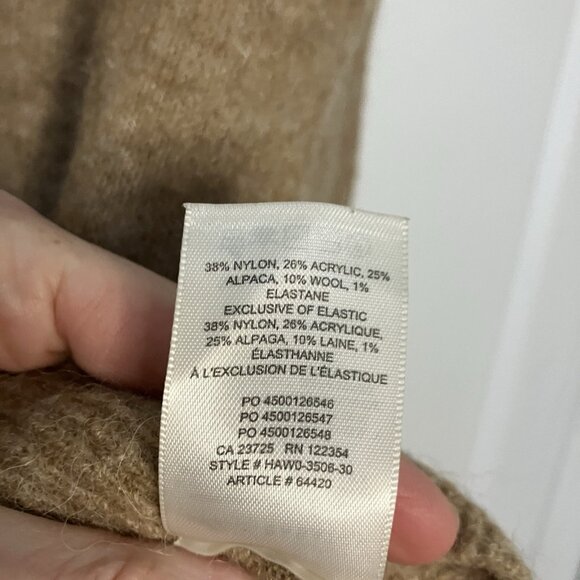 38% NYLON, 26% ACRYLIC, 25%
ALPACA, 10% WOOL, 1%
ELASTANE
EXCLUSIVE OF ELASTIC
38% NYLON, 26% ACRYLIQUE,
25% ALPAGA, 10% LAINE, 1%
ÉLASTHANNE
À L'EXCLUSION DE L'ÉLASTIQUE
PO 4500126546
PO 4500126547
PO 4500126548
CA 23725 RN 122354
STYLE # HAW0-3506-30
ARTICLE # 64420